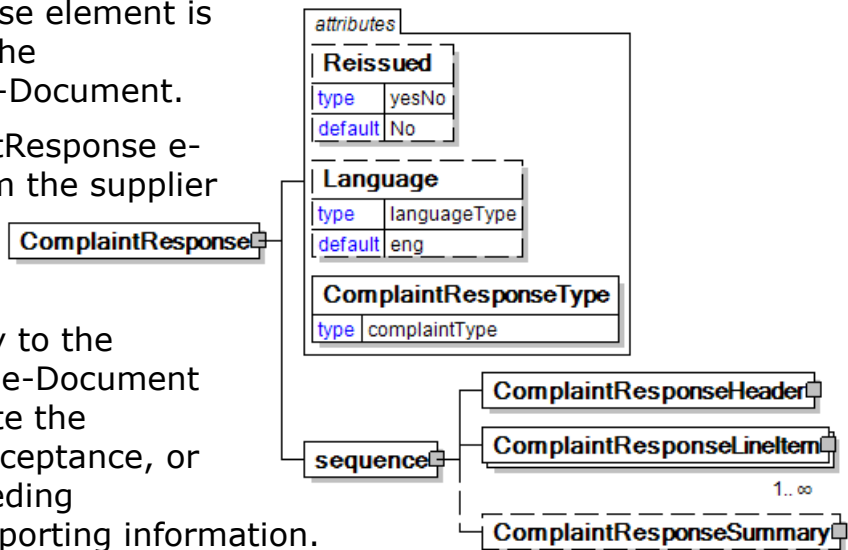 se element is
he
-Document.
tResponse e-
m the supplier
y to the
e-Document
te the
ceptance, or
eding
porting information.
attributes
Reissued
type yesNo
default No
Language
type languageType
default eng
ComplaintResponseType
type complaintType
ComplaintResponse
sequence
ComplaintResponseHeader
ComplaintResponseLineItem
1.. ∞
ComplaintResponseSummary